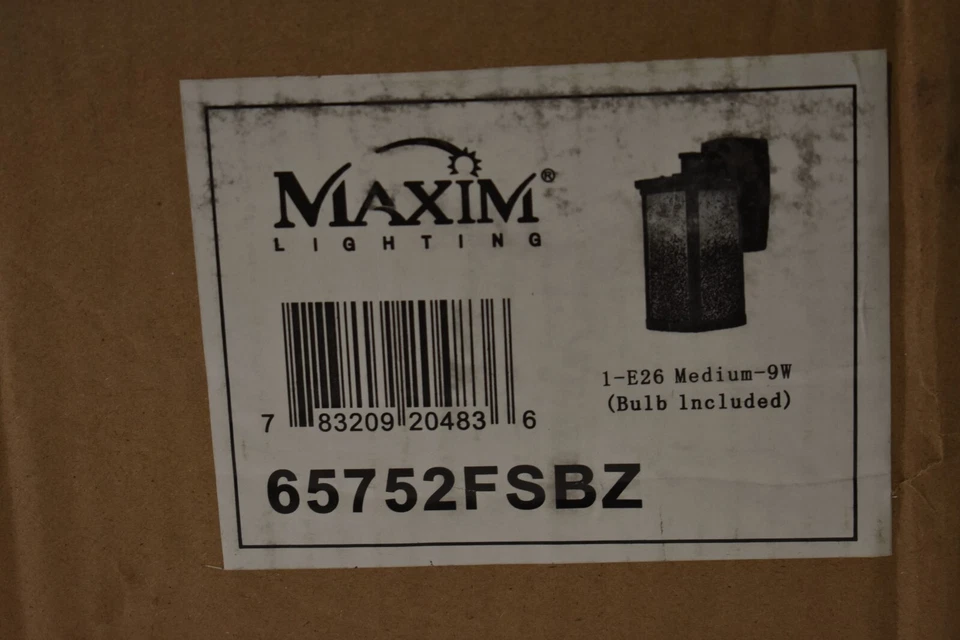 MAXIM®
LIGHTING
7 83209 20483 6
1-E26 Medium-9W
(Bulb Included)
65752FSBZ